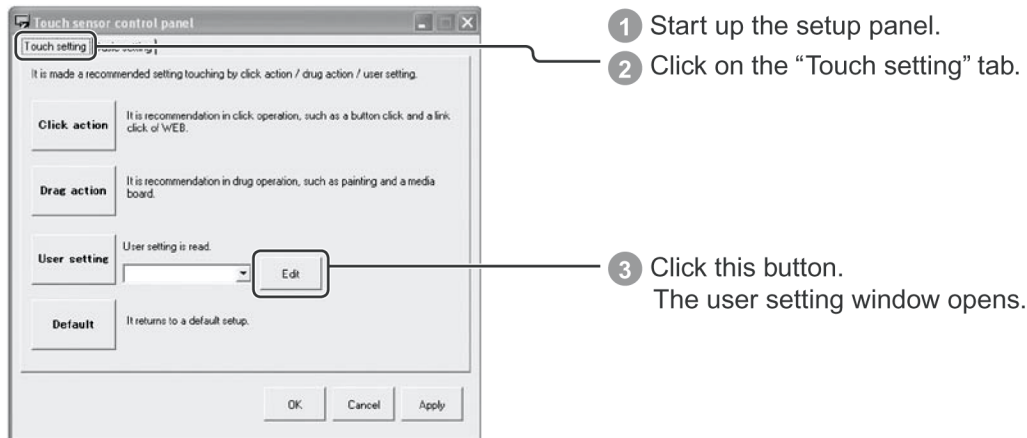 Touch sensor control panel
Touch setting
It is made a recommended setting touching by click action / drag action / user setting.
Click action
It is recommendation in click operation, such as a button click and a link
click of WEB.
Drag action
It is recommendation in drug operation, such as painting and a media
board.
User setting
User setting is read.
Edit
Default
It returns to a default setup.
OK
Cancel
Apply
1 Start up the setup panel.
2 Click on the “Touch setting” tab.
3 Click this button.
The user setting window opens.